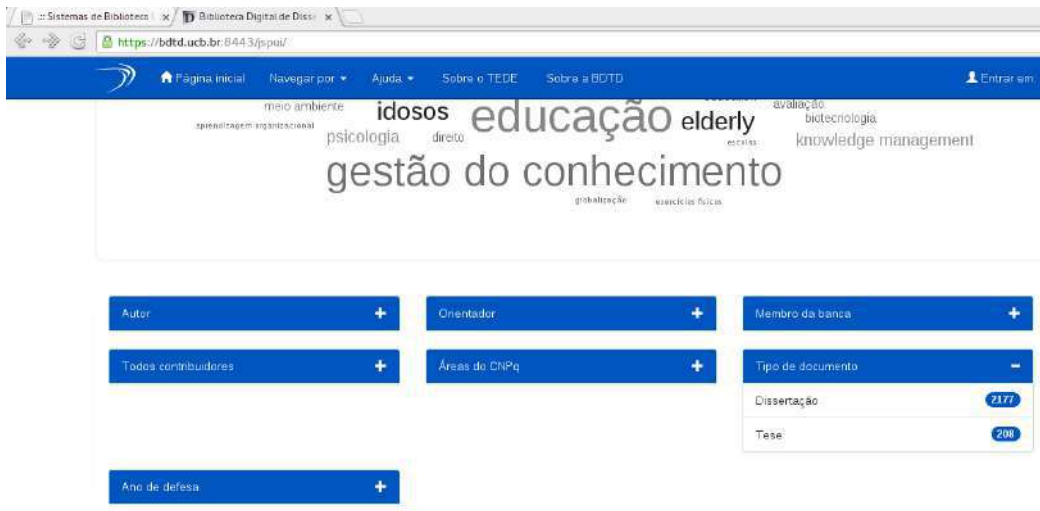 .:: Sistemas de Biblioteca
Biblioteca Digital de Diss
https://bdtd.ucb.br:8443/jspui/
Página inicial Navegar por Ajuda Sobre o TEDE Sobre a BDTD Entrar em
meio ambiente idosos educação elderly avaliação
aprendizagem organizacional psicologia direito escolas biotecnologia knowledge management
gestão do conhecimento
globalização exercícios físicos
Autor + Orientador + Membro da banca +
Todos contribuidores + Áreas do CNPq + Tipo de documento −
Dissertação 2177
Tese 208
Ano de defesa +